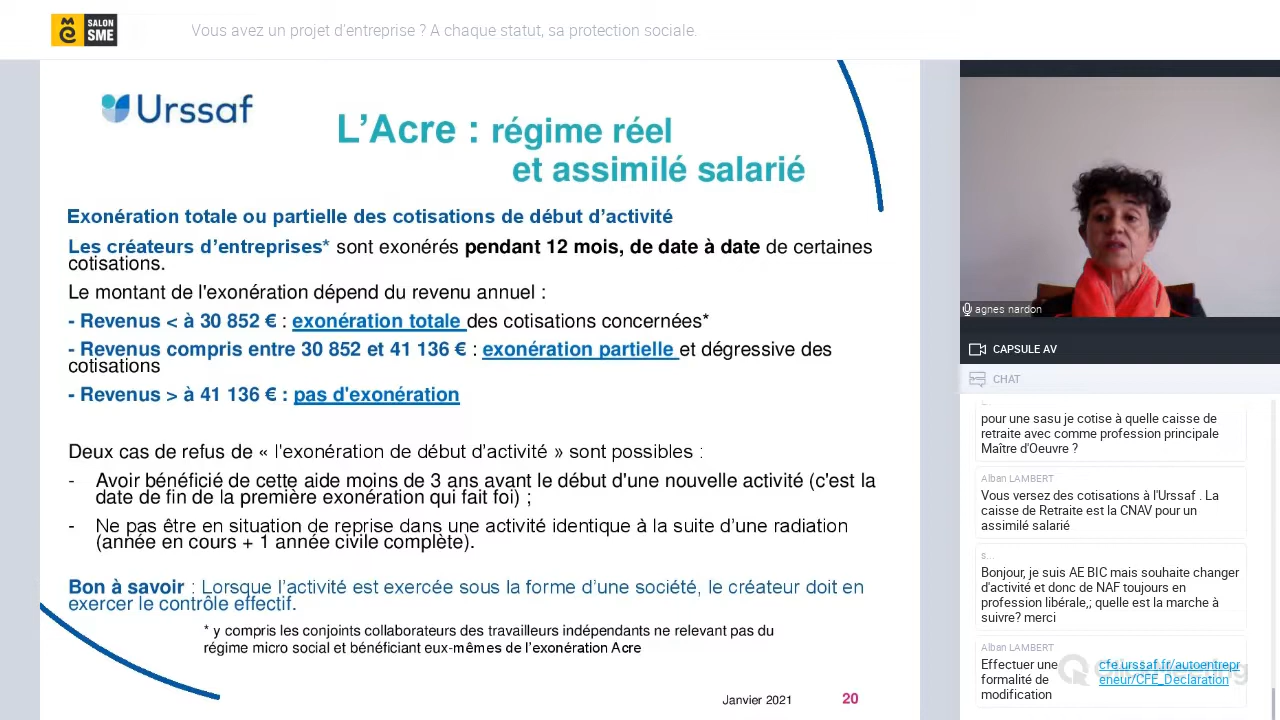 SALON
SME
Vous avez un projet d'entreprise ? A chaque statut, sa protection sociale.
Urssaf
L'Acre : régime réel
et assimilé salarié
Exonération totale ou partielle des cotisations de début d'activité
Les créateurs d'entreprises* sont exonérés pendant 12 mois, de date à date de certaines
cotisations.
Le montant de l'exonération dépend du revenu annuel :
- Revenus < à 30 852 € : exonération totale des cotisations concernées*
- Revenus compris entre 30 852 et 41 136 € : exonération partielle et dégressive des
cotisations
- Revenus > à 41 136 € : pas d'exonération
Deux cas de refus de « l'exonération de début d'activité » sont possibles :
- Avoir bénéficié de cette aide moins de 3 ans avant le début d'une nouvelle activité (c'est la
date de fin de la première exonération qui fait foi) ;
- Ne pas être en situation de reprise dans une activité identique à la suite d'une radiation
(année en cours + 1 année civile complète).
Bon à savoir : Lorsque l'activité est exercée sous la forme d'une société, le créateur doit en
exercer le contrôle effectif.
* y compris les conjoints collaborateurs des travailleurs indépendants ne relevant pas du
régime micro social et bénéficiant eux-mêmes de l'exonération Acre
Janvier 2021
20
agnes nardon
CAPSULE AV
CHAT
pour une sasu je cotise à quelle caisse de
retraite avec comme profession principale
Maître d'Oeuvre ?
Alban LAMBERT
Vous versez des cotisations à l'Urssaf . La
caisse de Retraite est la CNAV pour un
assimilé salarié
s...
Bonjour, je suis AE BIC mais souhaite changer
d'activité et donc de NAF toujours en
profession libérale,; quelle est la marche à
suivre? merci
Alban LAMBERT
Effectuer une
formalité de
modification
cfe.urssaf.fr/autoentrepr
eneur/CFE_Declaration